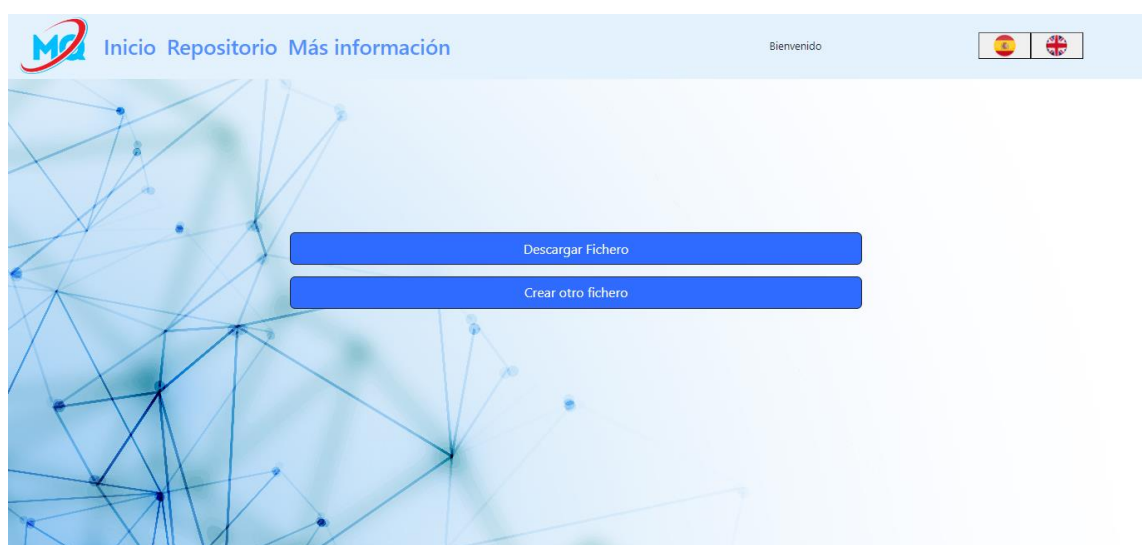 MQ Inicio Repositorio Más información Bienvenido
Descargar Fichero
Crear otro fichero